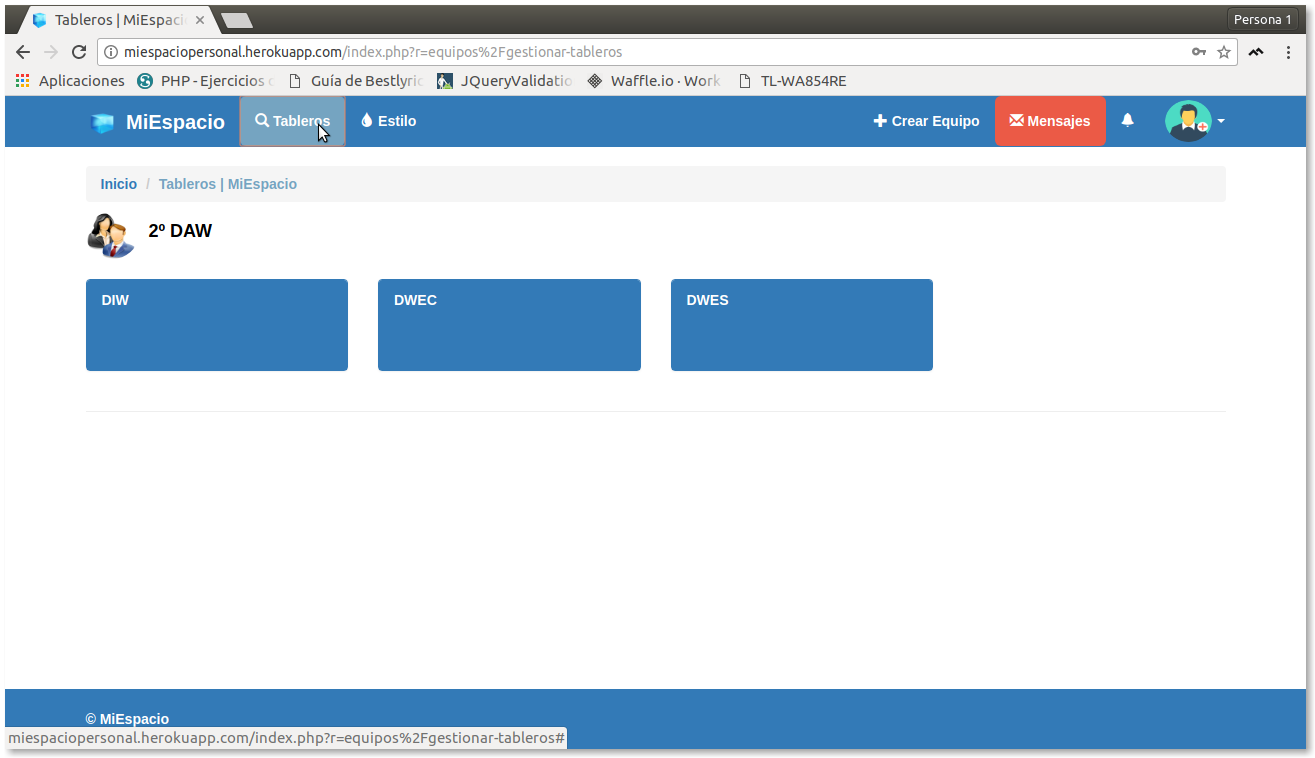 Tableros | MiEspaci
Persona 1
miespaciopersonal.herokuapp.com/index.php?r=equipos%2Fgestionar-tableros
Aplicaciones PHP - Ejercicios Guía de Bestlyric JQueryValidatio Waffle.io · Work TL-WA854RE
MiEspacio Tableros Estilo Crear Equipo Mensajes
Inicio / Tableros | MiEspacio
2º DAW
DIW DWEC DWES
© MiEspacio
miespaciopersonal.herokuapp.com/index.php?r=equipos%2Fgestionar-tableros#